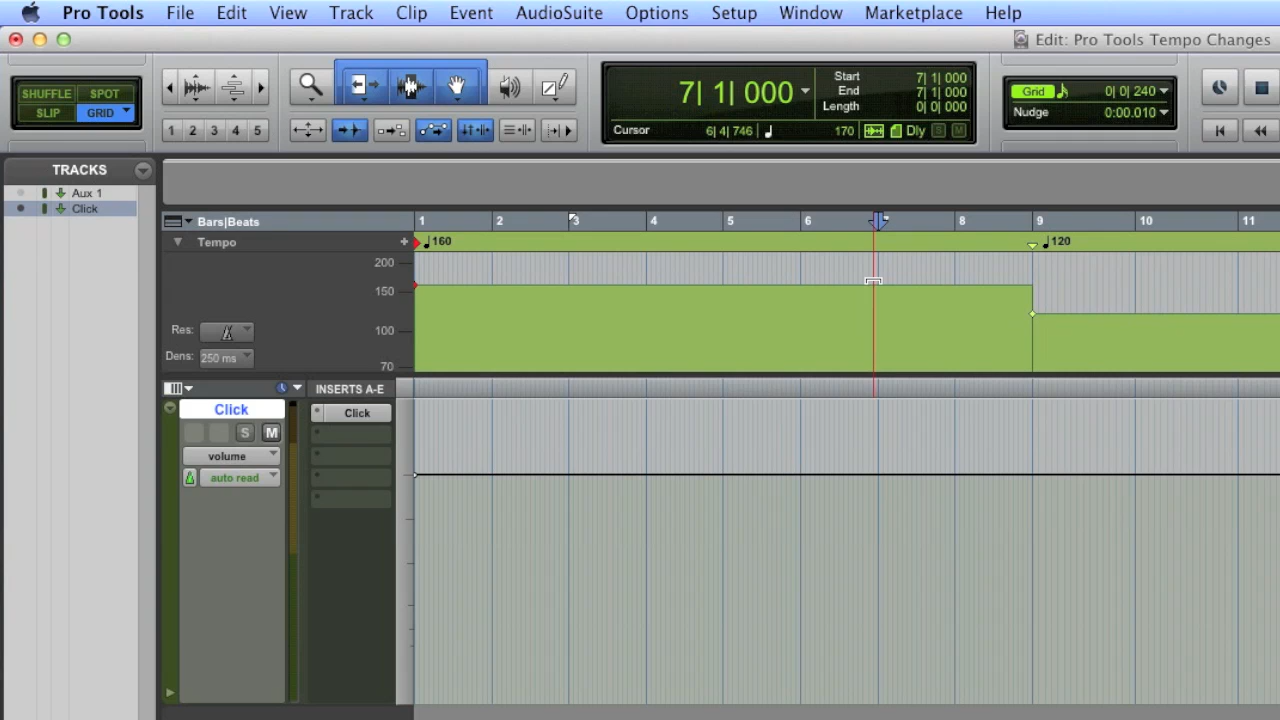 Pro Tools File Edit View Track Clip Event AudioSuite Options Setup Window Marketplace Help
Edit: Pro Tools Tempo Changes
SHUFFLE SPOT
SLIP GRID
1 2 3 4 5
7| 1| 000
Start 7| 1| 000
End 7| 1| 000
Length 0| 0| 000
Cursor 6| 4| 746 170 Dly S M
Grid 0| 0| 240
Nudge 0:00.010
TRACKS
Aux 1
Click
Bars|Beats 1 2 3 4 5 6 8 9 10 11
Tempo + 160 120
200
150
100
70
Res:
Dens: 250 ms
INSERTS A-E
Click
S M
volume
auto read
Click